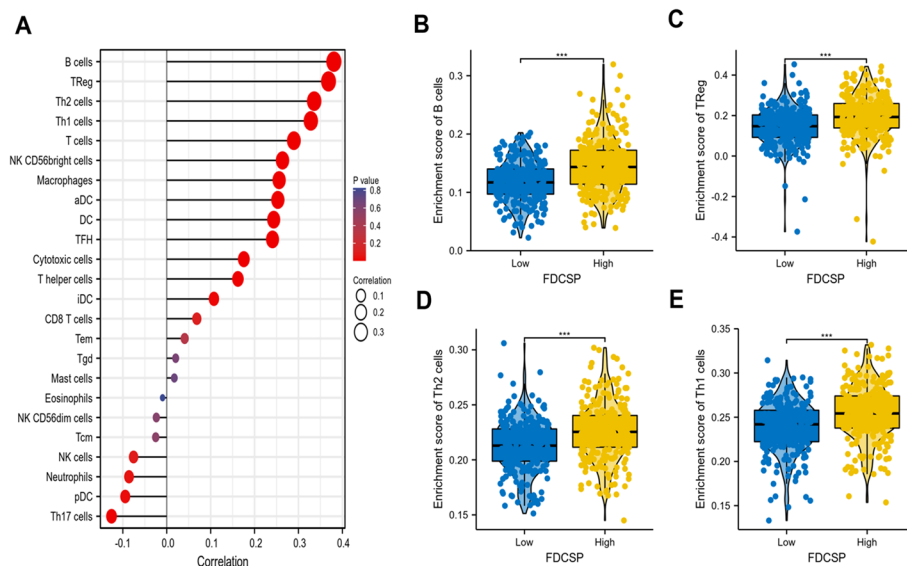 A
B cells
TReg
Th2 cells
Th1 cells
T cells
NK CD56bright cells
Macrophages
aDC
DC
TFH
Cytotoxic cells
T helper cells
iDC
CD8 T cells
Tem
Tgd
Mast cells
Eosinophils
NK CD56dim cells
Tcm
NK cells
Neutrophils
pDC
Th17 cells
-0.1 0.0 0.1 0.2 0.3 0.4
Correlation
P value
0.8
0.6
0.4
0.2
Correlation
0.1
0.2
0.3
B
***
Enrichment score of B cells
0.3
0.2
0.1
0.0
Low High
FDCSP
C
***
Enrichment score of TReg
0.4
0.2
0.0
-0.4
Low High
FDCSP
D
***
Enrichment score of Th2 cells
0.30
0.25
0.20
0.15
Low High
FDCSP
E
***
Enrichment score of Th1 cells
0.35
0.30
0.25
0.20
0.15
Low High
FDCSP